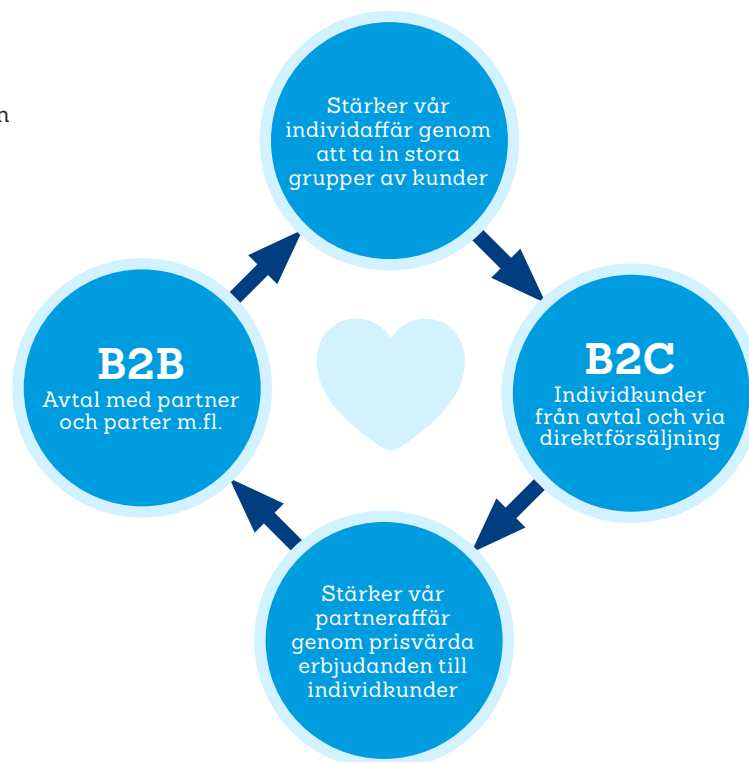 Stärker vår
individaffär genom
att ta in stora
grupper av kunder
B2B
Avtal med partner
och parter m.fl.
B2C
Individkunder
från avtal och via
direktförsäljning
Stärker vår
partneraffär
genom prisvärda
erbjudanden till
individkunder